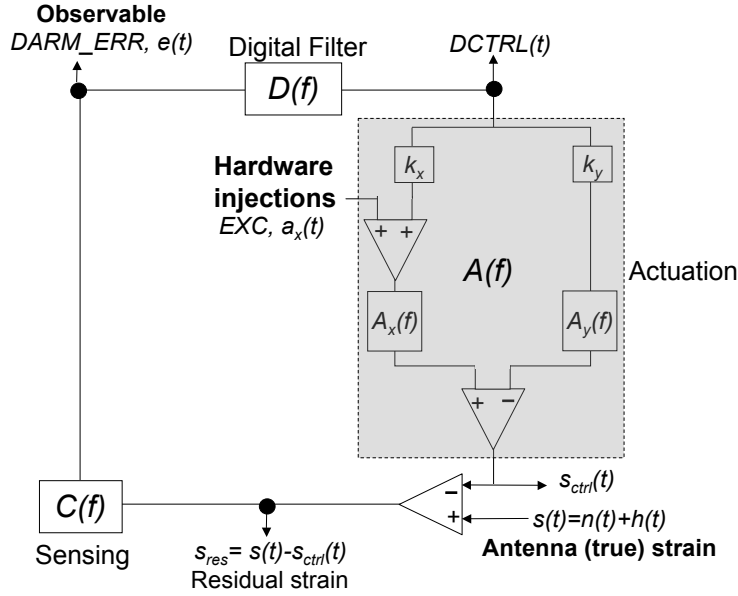 Observable
DARM_ERR, e(t)
Digital Filter
D(f)
DCTRL(t)
k_x
k_y
Hardware
injections
EXC, a_x(t)
+ +
A(f)
Actuation
A_x(f)
A_y(f)
+ −
C(f)
Sensing
−
+
s_ctrl(t)
s(t)=n(t)+h(t)
Antenna (true) strain
s_res= s(t)-s_ctrl(t)
Residual strain